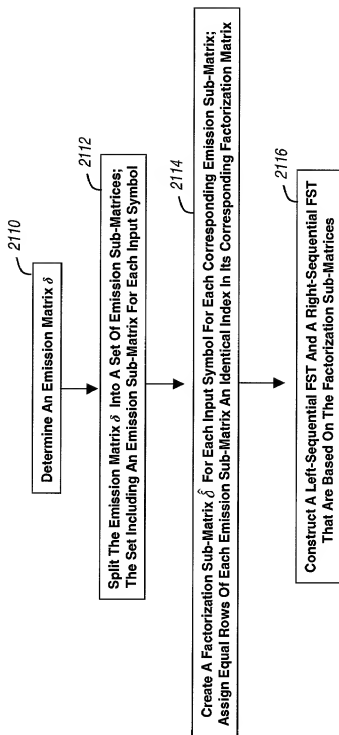 2110
Determine An Emission Matrix δ
2112
Split The Emission Matrix δ Into A Set Of Emission Sub-Matrices;
The Set Including An Emission Sub-Matrix For Each Input Symbol
2114
Create A Factorization Sub-Matrix δ̂ For Each Input Symbol For Each Corresponding Emission Sub-Matrix;
Assign Equal Rows Of Each Emission Sub-Matrix An Identical Index In Its Corresponding Factorization Matrix
2116
Construct A Left-Sequential FST And A Right-Sequential FST
That Are Based On The Factorization Sub-Matrices